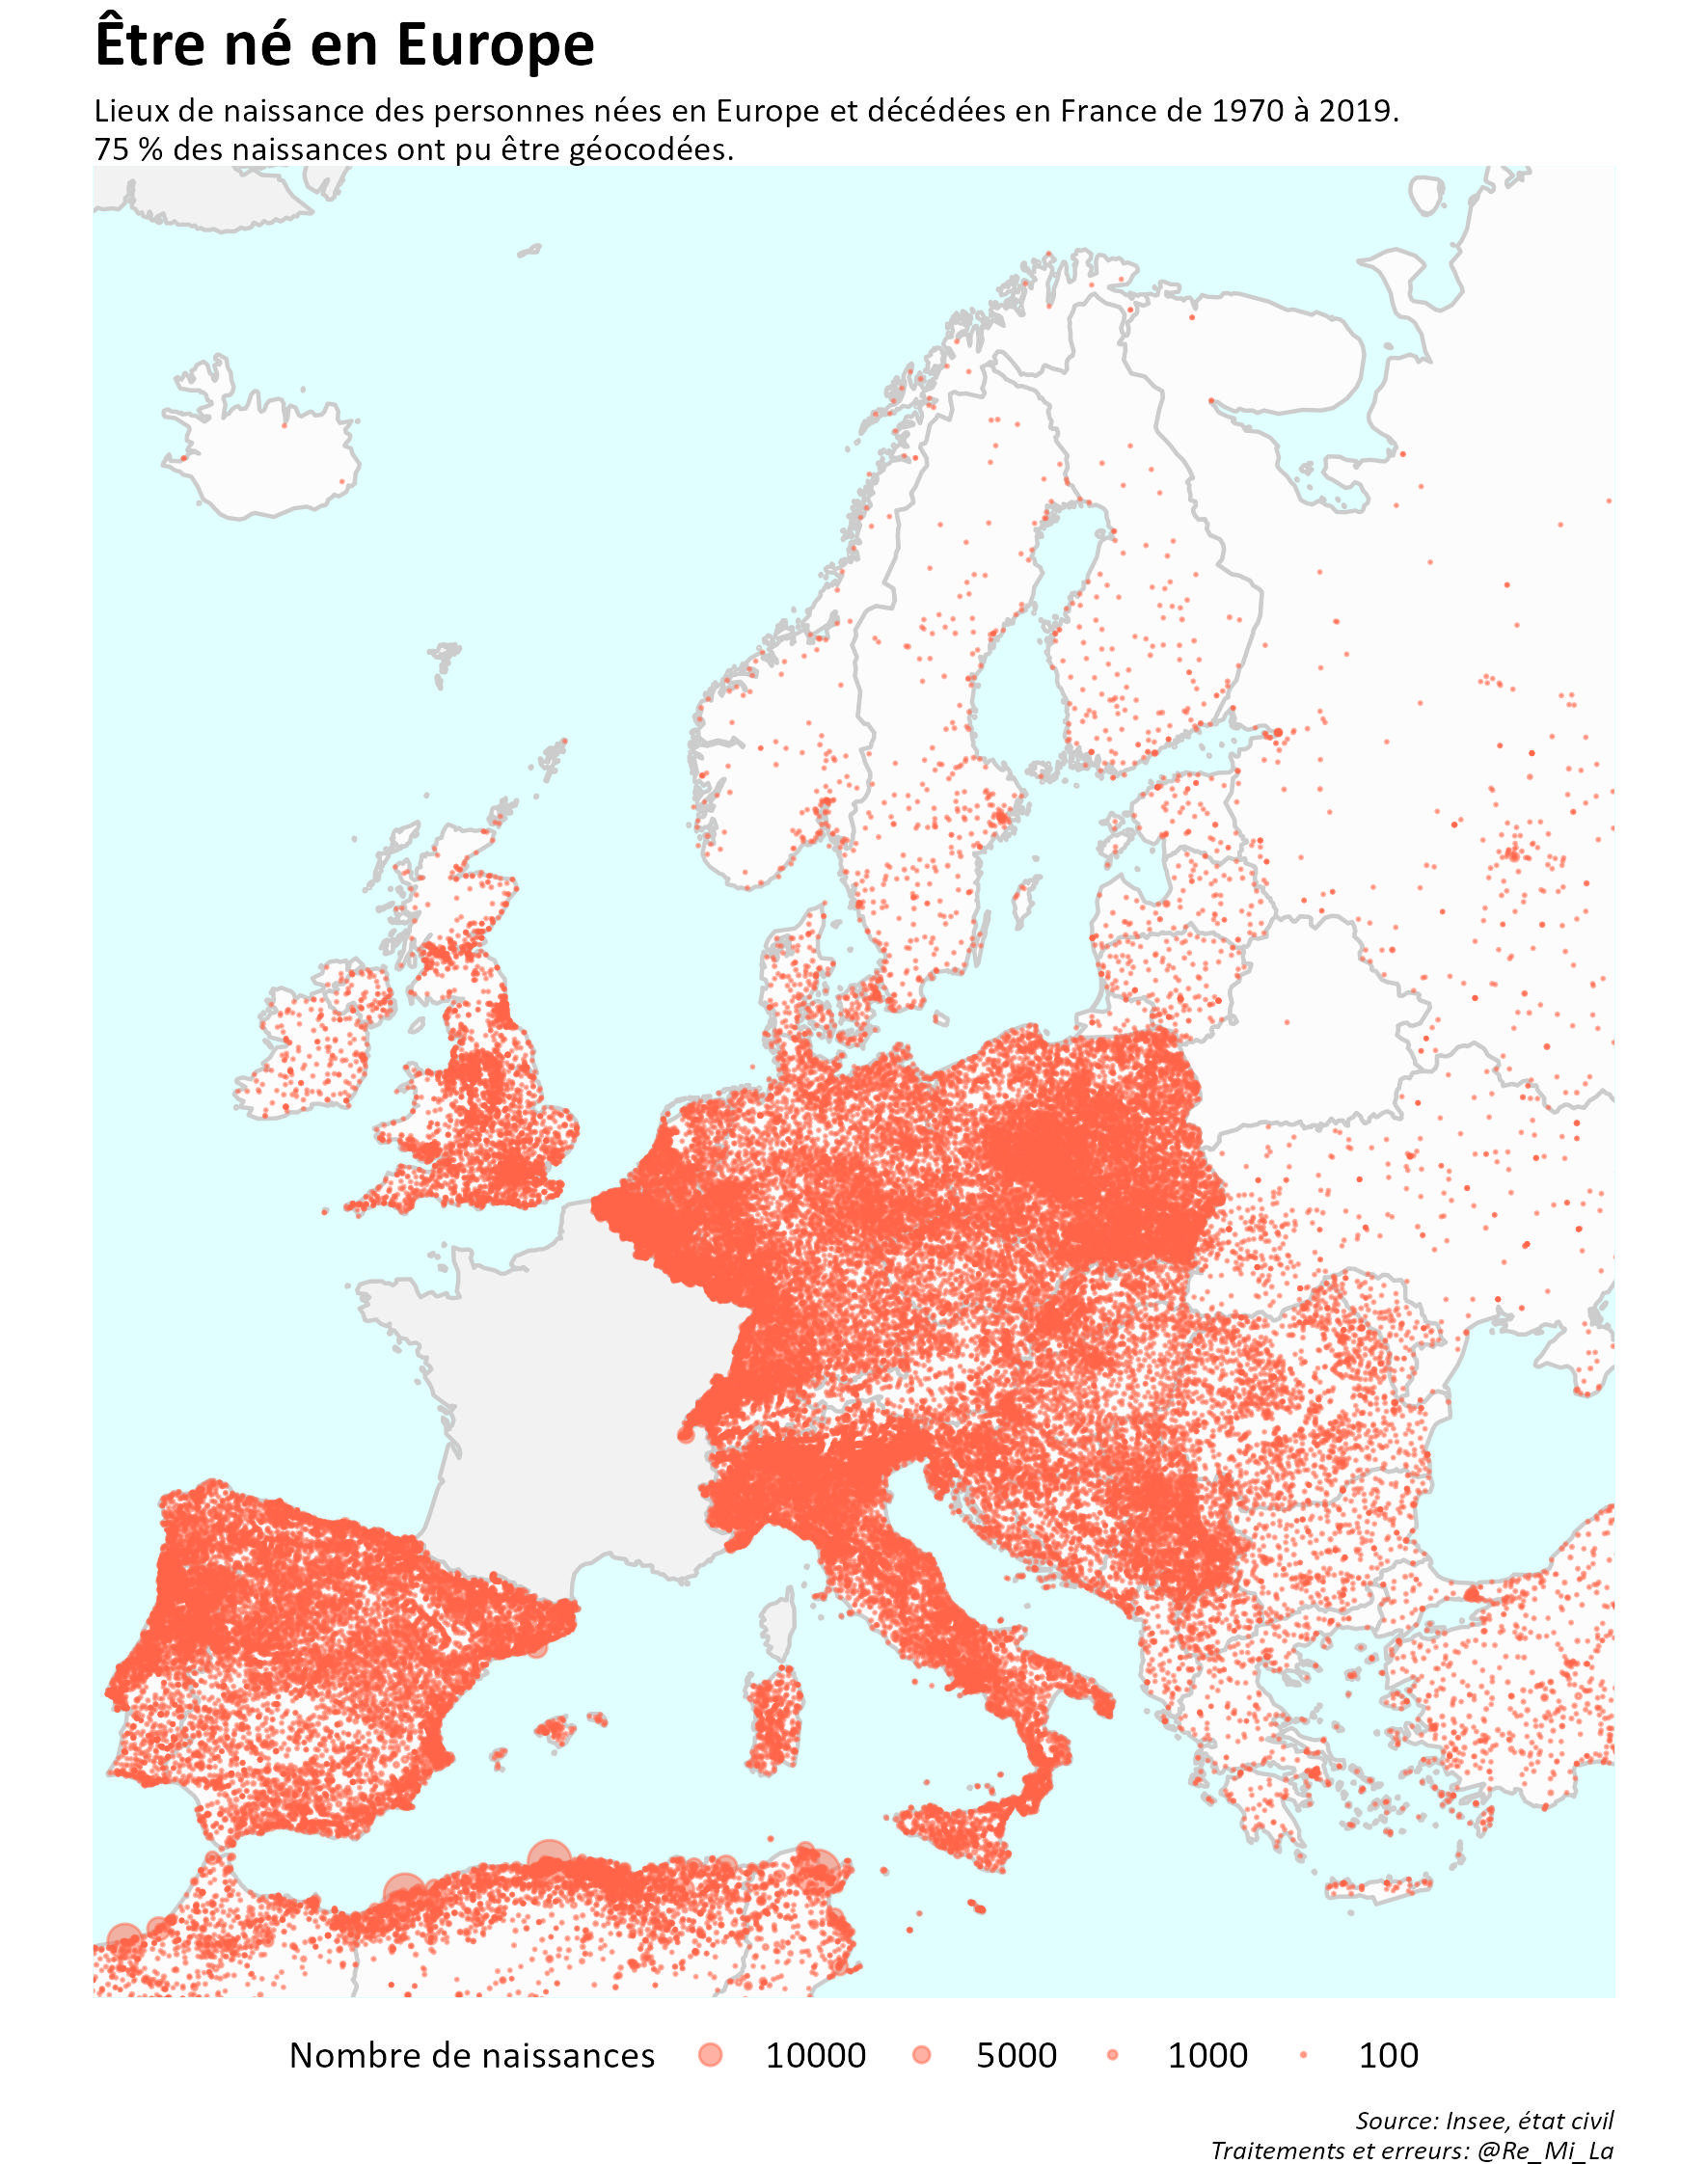 Être né en Europe
Lieux de naissance des personnes nées en Europe et décédées en France de 1970 à 2019.
75 % des naissances ont pu être géocodées.
Nombre de naissances 10000 5000 1000 100
Source: Insee, état civil
Traitements et erreurs: @Re_Mi_La